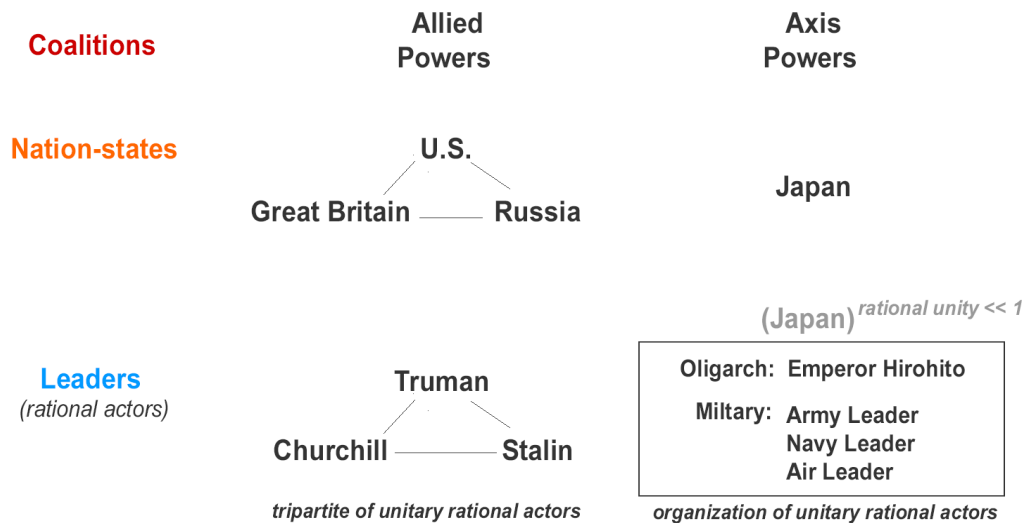 Coalitions
Allied
Powers
Axis
Powers
Nation-states
U.S.
Great Britain
Russia
Japan
(Japan) rational unity << 1
Leaders
(rational actors)
Truman
Churchill
Stalin
Oligarch: Emperor Hirohito
Miltary: Army Leader
Navy Leader
Air Leader
tripartite of unitary rational actors
organization of unitary rational actors